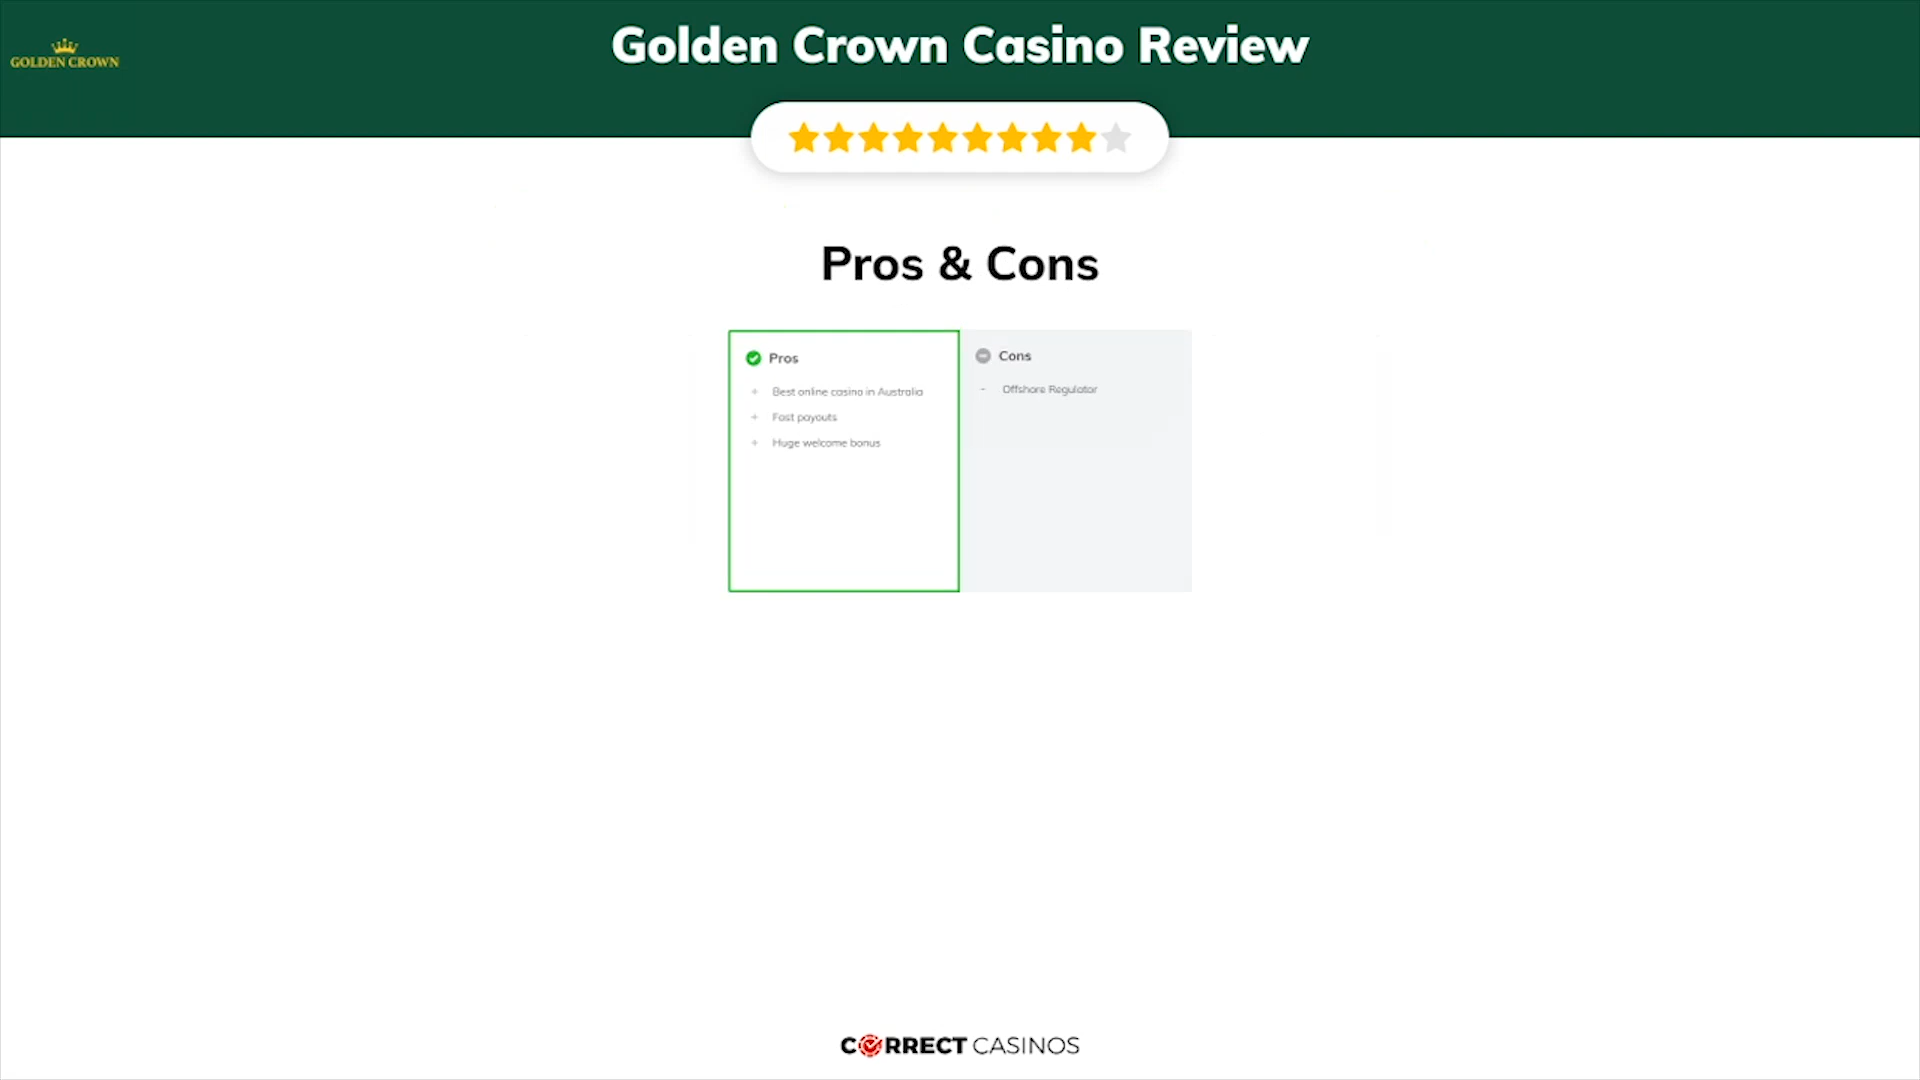 GOLDEN CROWN
Golden Crown Casino Review
Pros & Cons
Pros
+ Best online casino in Australia
+ Fast payouts
+ Huge welcome bonus
Cons
- Offshore Regulator
CORRECT CASINOS